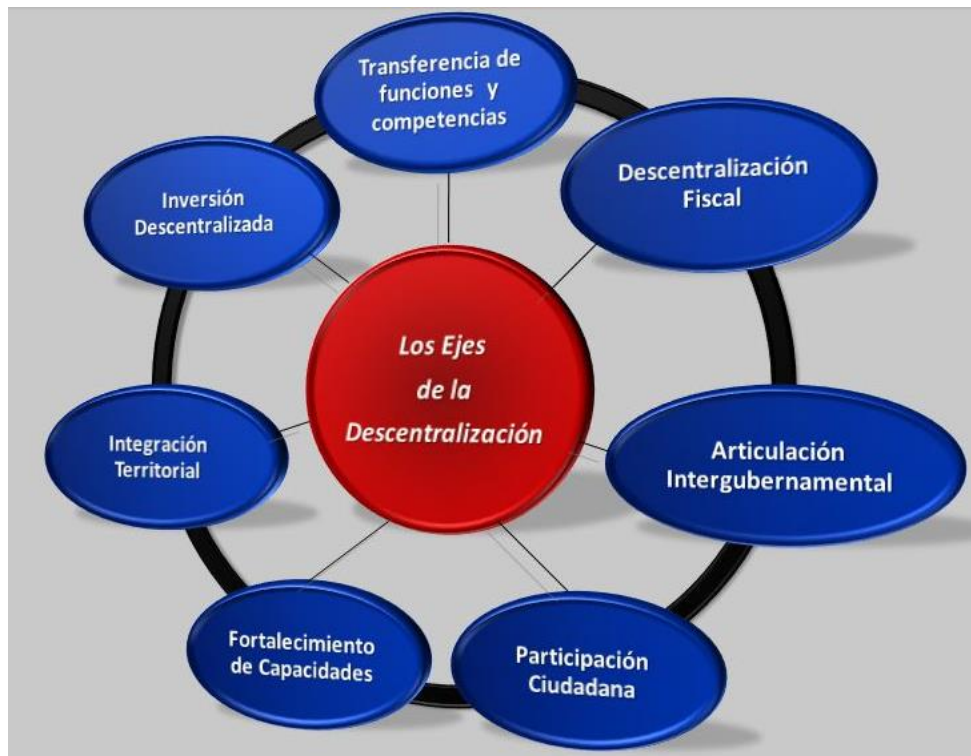 Transferencia de
funciones y
competencias
Descentralización
Fiscal
Articulación
Intergubernamental
Participación
Ciudadana
Fortalecimiento
de Capacidades
Integración
Territorial
Inversión
Descentralizada
Los Ejes
de la
Descentralización